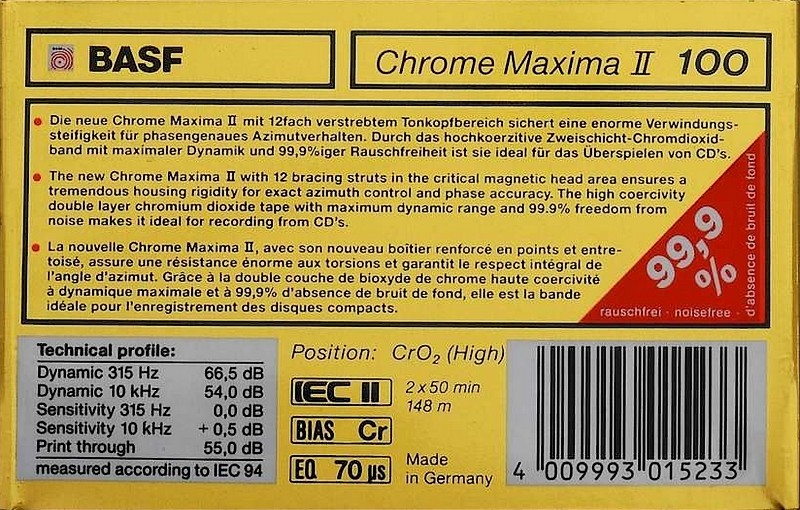 BASF
Chrome Maxima II 100
• Die neue Chrome Maxima II mit 12fach verstrebtem Tonkopfbereich sichert eine enorme Verwindungs-
steifigkeit für phasengenaues Azimutverhalten. Durch das hochkoerzitive Zweischicht-Chromdioxid-
band mit maximaler Dynamik und 99,9%iger Rauschfreiheit ist sie ideal für das Überspielen von CD's.
• The new Chrome Maxima II with 12 bracing struts in the critical magnetic head area ensures a
tremendous housing rigidity for exact azimuth control and phase accuracy. The high coercivity
double layer chromium dioxide tape with maximum dynamic range and 99.9% freedom from
noise makes it ideal for recording from CD's.
• La nouvelle Chrome Maxima II, avec son nouveau boîtier renforcé en points et entre-
toisé, assure une résistance énorme aux torsions et garantit le respect intégral de
l'angle d'azimut. Grâce à la double couche de bioxyde de chrome haute coercivité
à dynamique maximale et à 99,9% d'absence de bruit de fond, elle est la bande
idéale pour l'enregistrement des disques compacts.
99,9
%
rauschfrei · noisefree ·
d'absence de bruit de fond
Technical profile:
Dynamic 315 Hz 66,5 dB
Dynamic 10 kHz 54,0 dB
Sensitivity 315 Hz 0,0 dB
Sensitivity 10 kHz + 0,5 dB
Print through 55,0 dB
measured according to IEC 94
Position: CrO₂ (High)
IEC II
2 x 50 min
148 m
BIAS Cr
EQ 70 µs
Made
in Germany
4 009993 015233